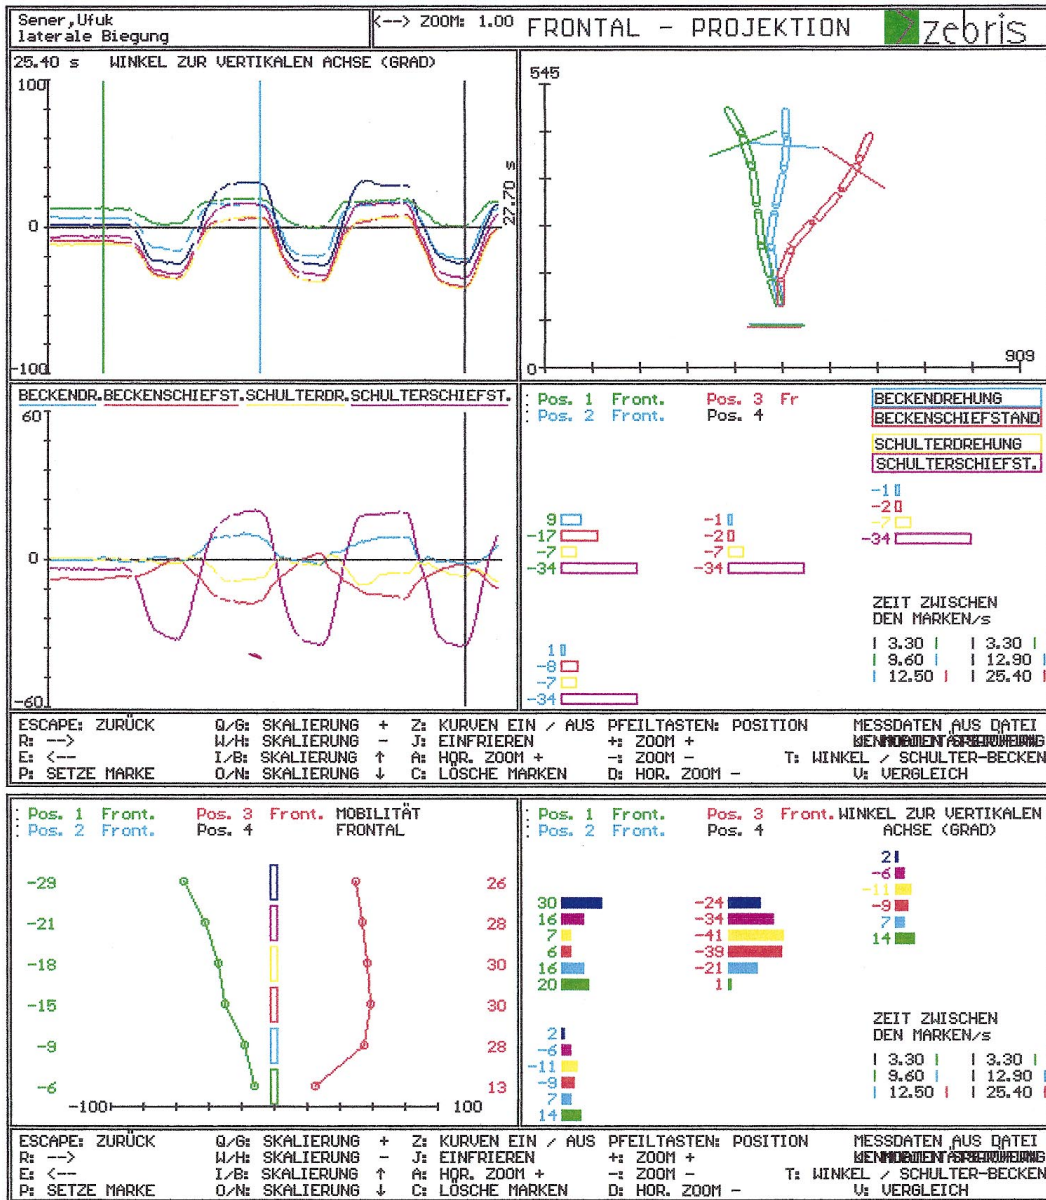 Sener,Ufuk
laterale Biegung
<--> ZOOM: 1.00
FRONTAL - PROJEKTION
zebris
25.40 s WINKEL ZUR VERTIKALEN ACHSE (GRAD)
100
0
-100
27.70 s
545
0
909
BECKENDR. BECKENSCHIEFST. SCHULTERDR. SCHULTERSCHIEFST.
60
0
-60
: Pos. 1 Front. Pos. 3 Fr
: Pos. 2 Front. Pos. 4
BECKENDREHUNG
BECKENSCHIEFSTAND
SCHULTERDREHUNG
SCHULTERSCHIEFST.
-1
-2
-7
-34
9
-17
-7
-34
-1
-2
-7
-34
1
-8
-7
-34
ZEIT ZWISCHEN
DEN MARKEN/s
| 3.30 | | 3.30 |
| 9.60 | | 12.90 |
| 12.50 | | 25.40 |
ESCAPE: ZURÜCK Q/G: SKALIERUNG + Z: KURVEN EIN / AUS PFEILTASTEN: POSITION MESSDATEN AUS DATEI
R: --> W/H: SKALIERUNG - J: EINFRIEREN +: ZOOM +
E: <-- I/B: SKALIERUNG ↑ A: HOR. ZOOM + -: ZOOM - T: WINKEL / SCHULTER-BECKEN
P: SETZE MARKE O/N: SKALIERUNG ↓ C: LÖSCHE MARKEN D: HOR. ZOOM - V: VERGLEICH
: Pos. 1 Front. Pos. 3 Front. MOBILITÄT
: Pos. 2 Front. Pos. 4 FRONTAL
-29 26
-21 28
-18 30
-15 30
-9 28
-6 13
-100 100
: Pos. 1 Front. Pos. 3 Front. WINKEL ZUR VERTIKALEN
: Pos. 2 Front. Pos. 4 ACHSE (GRAD)
2
-6
-11
-9
7
14
30
16
7
6
16
20
-24
-34
-41
-39
-21
1
2
-6
-11
-9
7
14
ZEIT ZWISCHEN
DEN MARKEN/s
| 3.30 | | 3.30 |
| 9.60 | | 12.90 |
| 12.50 | | 25.40 |
ESCAPE: ZURÜCK Q/G: SKALIERUNG + Z: KURVEN EIN / AUS PFEILTASTEN: POSITION MESSDATEN AUS DATEI
R: --> W/H: SKALIERUNG - J: EINFRIEREN +: ZOOM +
E: <-- I/B: SKALIERUNG ↑ A: HOR. ZOOM + -: ZOOM - T: WINKEL / SCHULTER-BECKEN
P: SETZE MARKE O/N: SKALIERUNG ↓ C: LÖSCHE MARKEN D: HOR. ZOOM - V: VERGLEICH